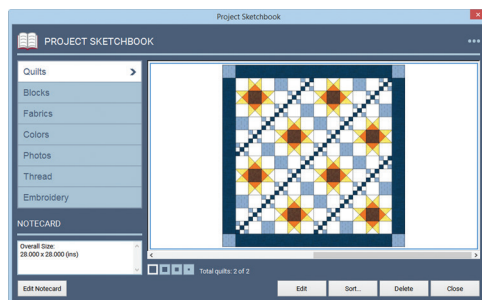 Project Sketchbook
PROJECT SKETCHBOOK
Quilts
Blocks
Fabrics
Colors
Photos
Thread
Embroidery
NOTECARD
Overall Size:
28.000 x 28.000 (ins)
Total quilts: 2 of 2
Edit Notecard
Edit
Sort...
Delete
Close